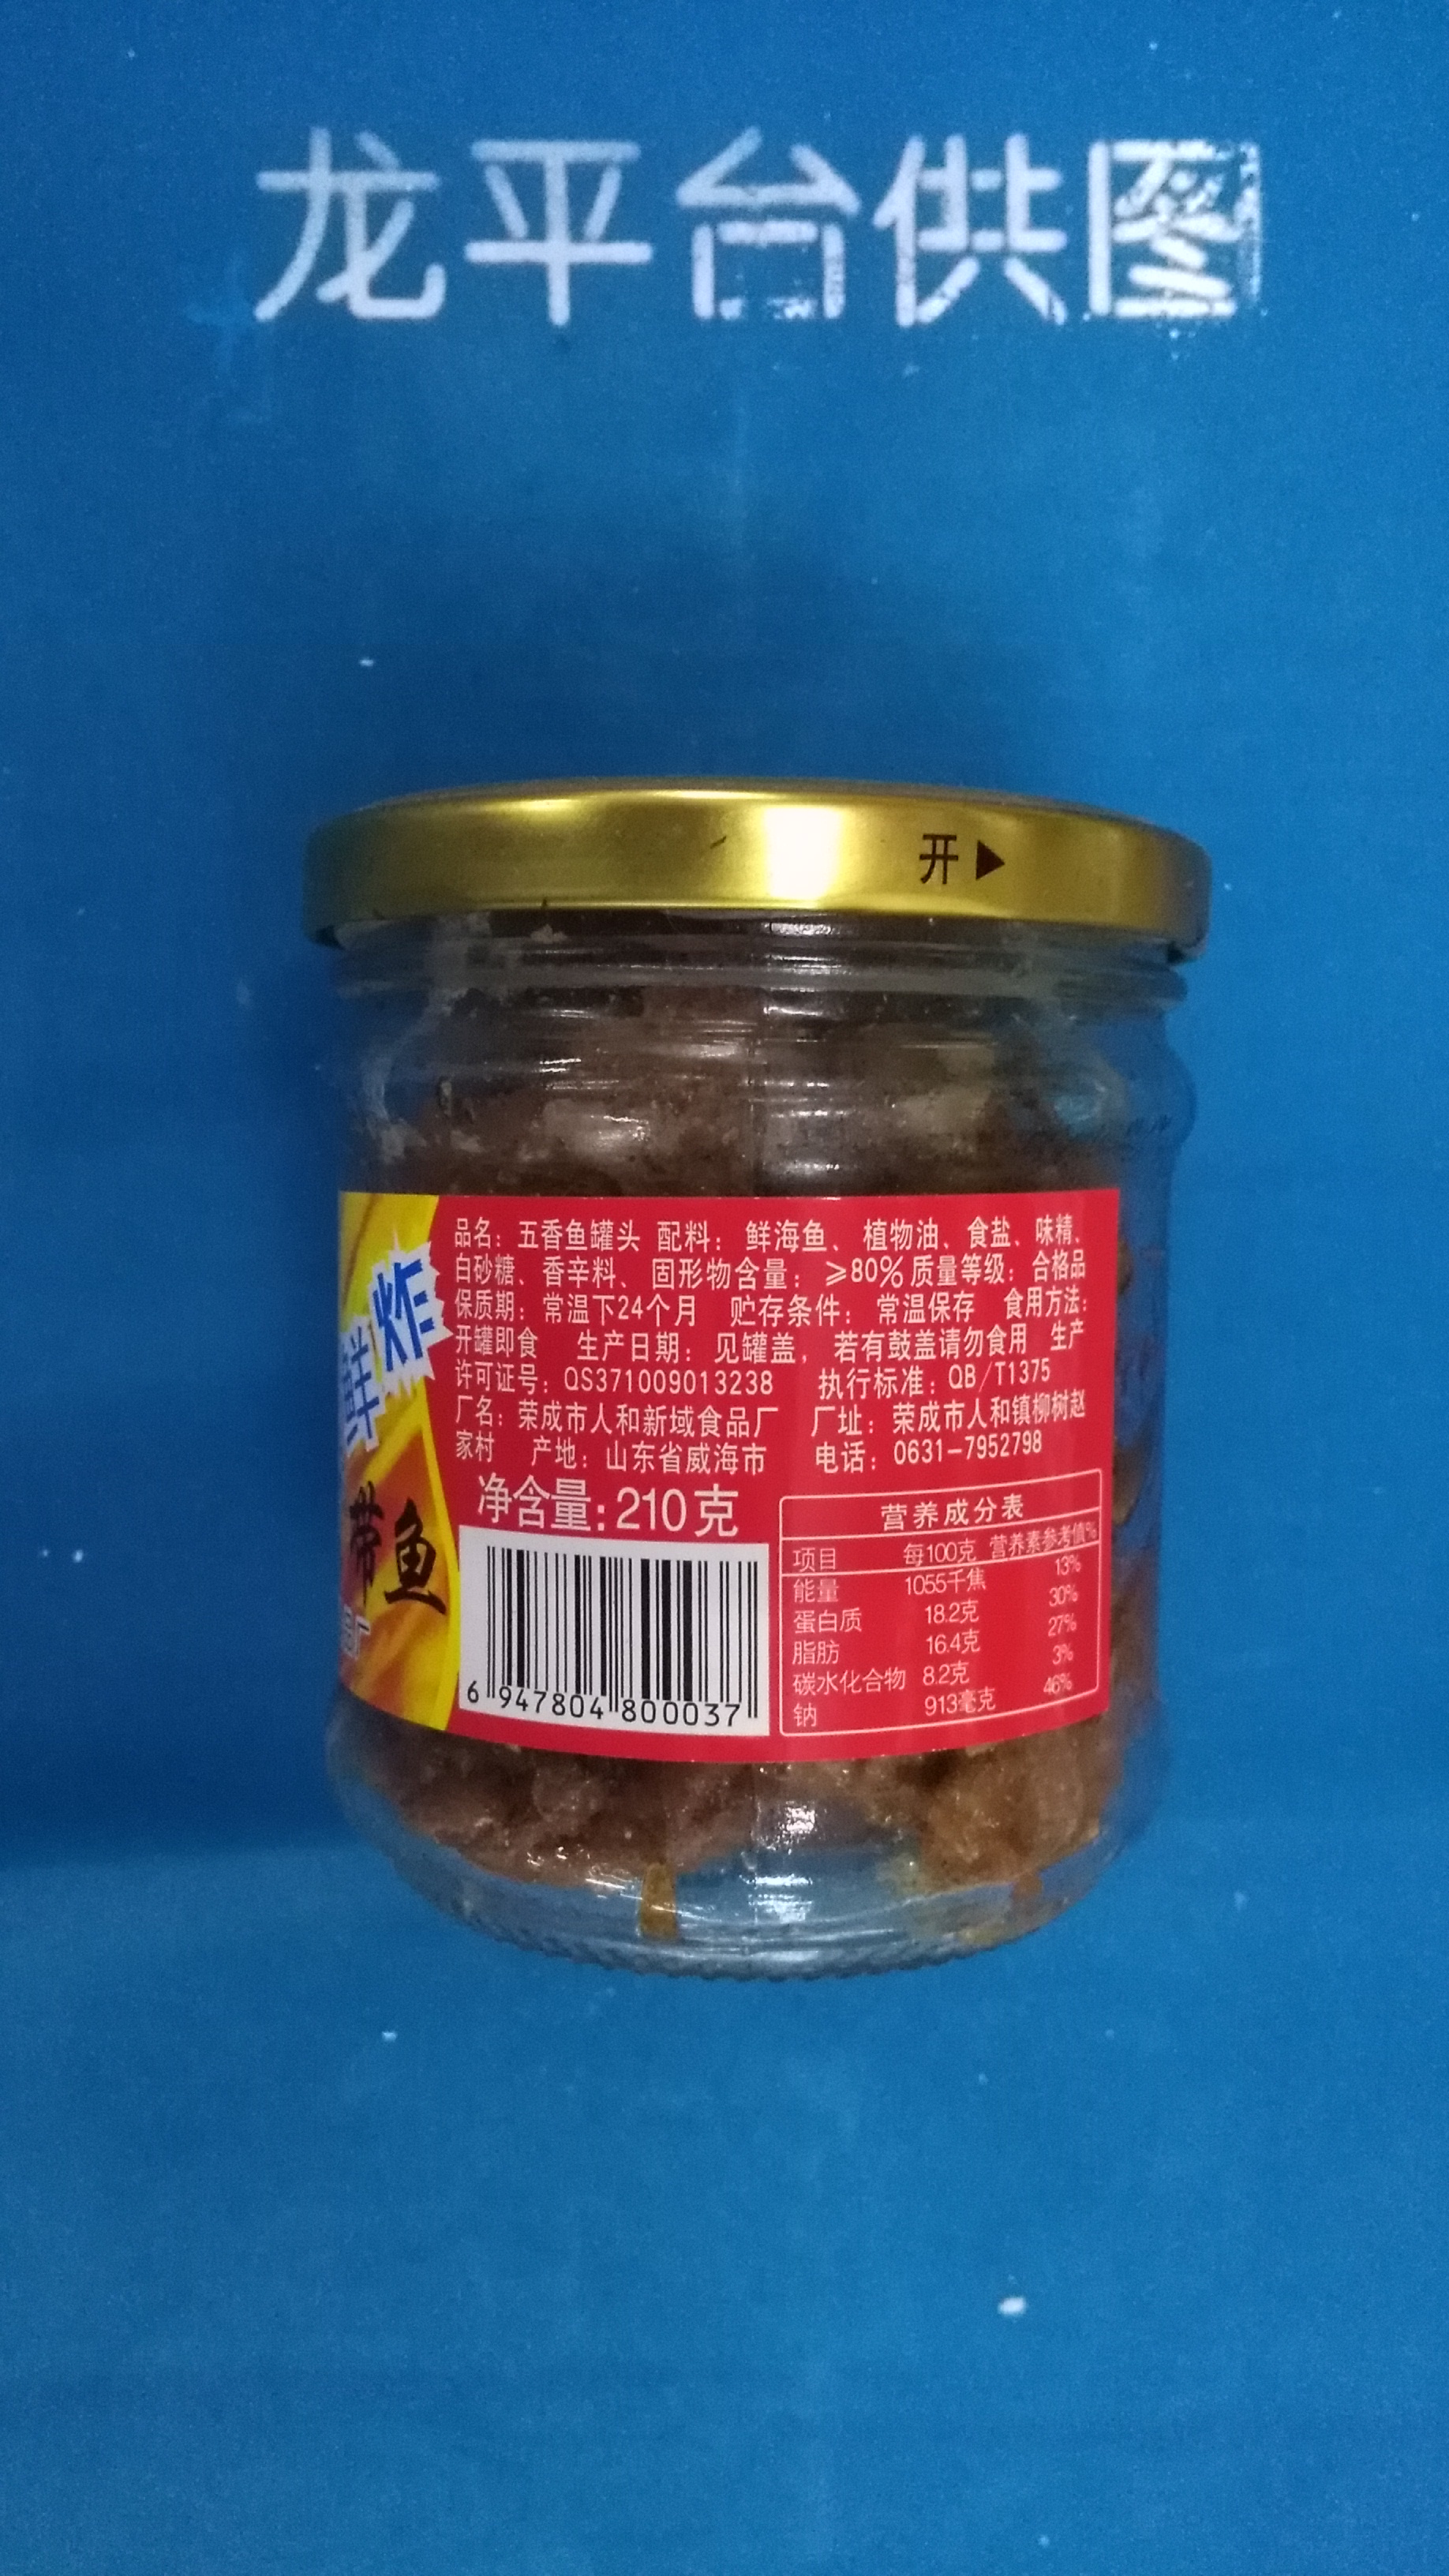 龙平台供图
开
品名：五香鱼罐头 配料：鲜海鱼、植物油、食盐、味精、
白砂糖、香辛料、固形物含量：≥80% 质量等级：合格品
保质期：常温下24个月 贮存条件：常温保存 食用方法：
开罐即食 生产日期：见罐盖，若有鼓盖请勿食用 生产
许可证号：QS371009013238 执行标准：QB/T1375
厂名：荣成市人和新域食品厂 厂址：荣成市人和镇柳树赵
家村 产地：山东省威海市 电话：0631-7952798
鲜炸
带鱼
净含量：210克
6 947804 800037
营养成分表
项目 每100克 营养素参考值%
能量 1055千焦 13%
蛋白质 18.2克 30%
脂肪 16.4克 27%
碳水化合物 8.2克 3%
钠 913毫克 46%